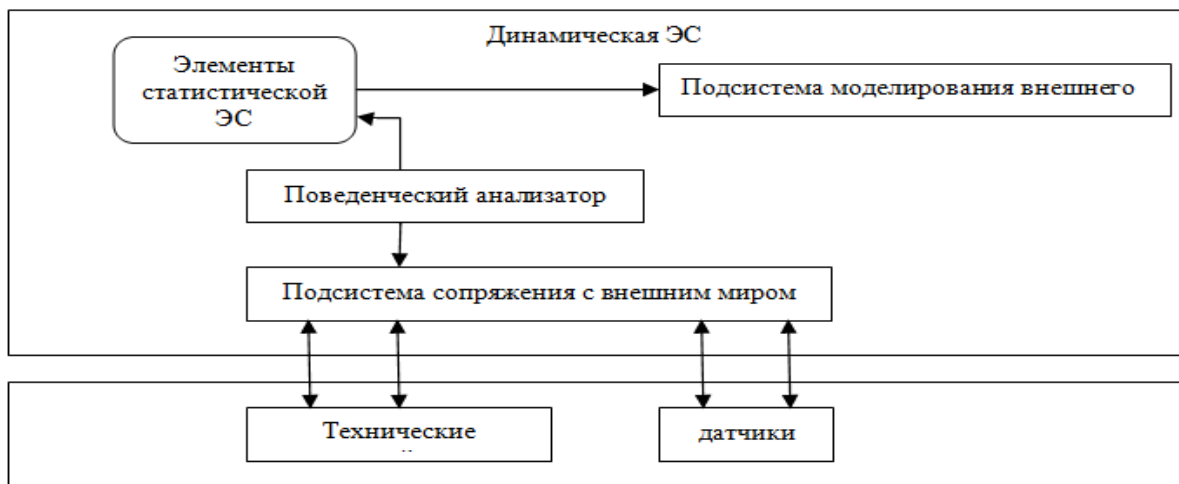 Динамическая ЭС
Элементы
статистической
ЭС
Подсистема моделирования внешнего
Поведенческий анализатор
Подсистема сопряжения с внешним миром
Технические
датчики